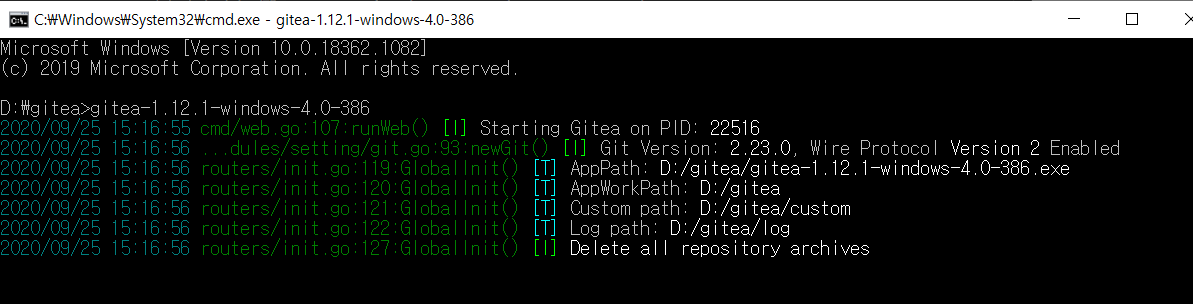 C:₩Windows₩System32₩cmd.exe - gitea-1.12.1-windows-4.0-386
Microsoft Windows [Version 10.0.18362.1082]
(c) 2019 Microsoft Corporation. All rights reserved.
D:₩gitea>gitea-1.12.1-windows-4.0-386
2020/09/25 15:16:55 cmd/web.go:107:runWeb() [I] Starting Gitea on PID: 22516
2020/09/25 15:16:56 ...dules/setting/git.go:93:newGit() [I] Git Version: 2.23.0, Wire Protocol Version 2 Enabled
2020/09/25 15:16:56 routers/init.go:119:GlobalInit() [T] AppPath: D:/gitea/gitea-1.12.1-windows-4.0-386.exe
2020/09/25 15:16:56 routers/init.go:120:GlobalInit() [T] AppWorkPath: D:/gitea
2020/09/25 15:16:56 routers/init.go:121:GlobalInit() [T] Custom path: D:/gitea/custom
2020/09/25 15:16:56 routers/init.go:122:GlobalInit() [T] Log path: D:/gitea/log
2020/09/25 15:16:56 routers/init.go:127:GlobalInit() [I] Delete all repository archives